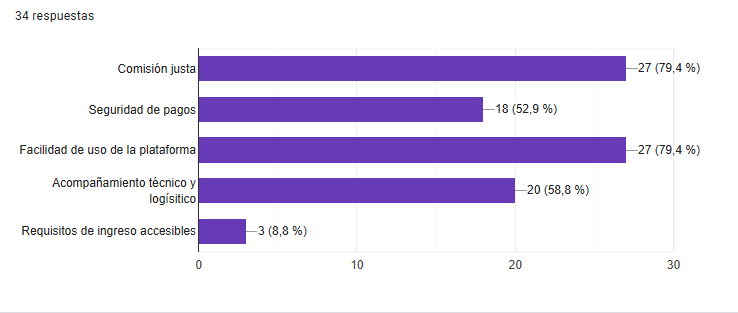 34 respuestas
Comisión justa
27 (79,4 %)
Seguridad de pagos
18 (52,9 %)
Facilidad de uso de la plataforma
27 (79,4 %)
Acompañamiento técnico y
logísitico
20 (58,8 %)
Requisitos de ingreso accesibles
3 (8,8 %)
0
10
20
30